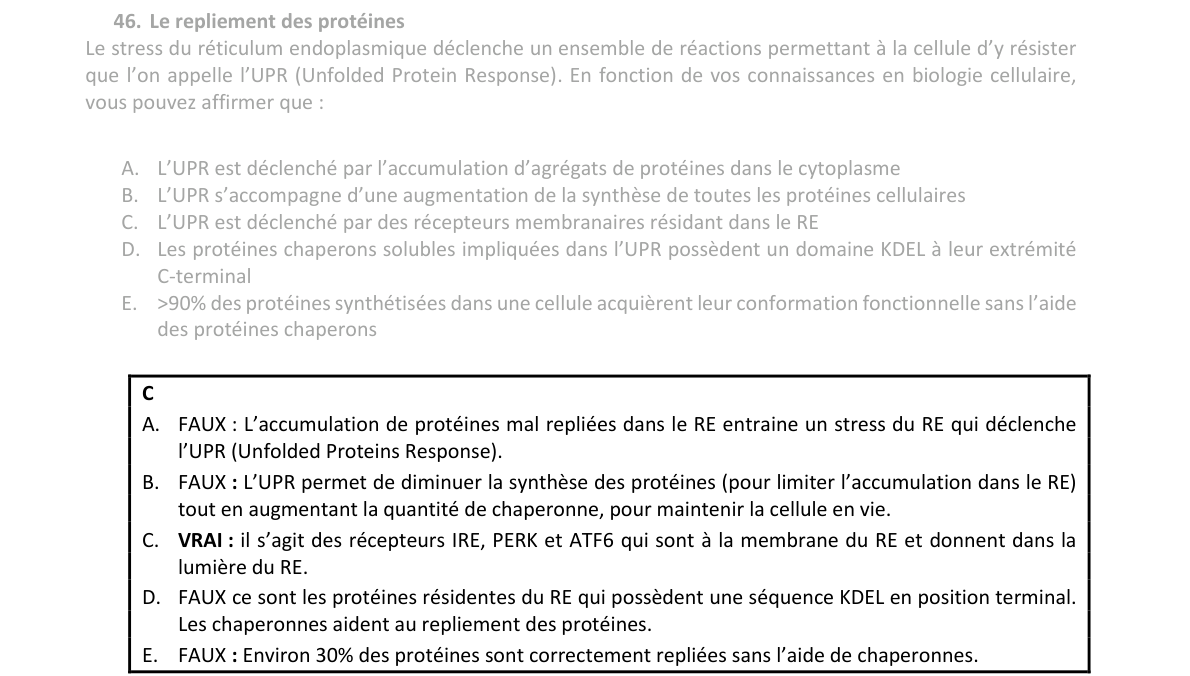 46. Le repliement des protéines
Le stress du réticulum endoplasmique déclenche un ensemble de réactions permettant à la cellule d’y résister
que l’on appelle l’UPR (Unfolded Protein Response). En fonction de vos connaissances en biologie cellulaire,
vous pouvez affirmer que :
A. L’UPR est déclenché par l’accumulation d’agrégats de protéines dans le cytoplasme
B. L’UPR s’accompagne d’une augmentation de la synthèse de toutes les protéines cellulaires
C. L’UPR est déclenché par des récepteurs membranaires résidant dans le RE
D. Les protéines chaperons solubles impliquées dans l’UPR possèdent un domaine KDEL à leur extrémité
C-terminal
E. >90% des protéines synthétisées dans une cellule acquièrent leur conformation fonctionnelle sans l’aide
des protéines chaperons
C
A. FAUX : L’accumulation de protéines mal repliées dans le RE entraine un stress du RE qui déclenche
l’UPR (Unfolded Proteins Response).
B. FAUX : L’UPR permet de diminuer la synthèse des protéines (pour limiter l’accumulation dans le RE)
tout en augmentant la quantité de chaperonne, pour maintenir la cellule en vie.
C. VRAI : il s’agit des récepteurs IRE, PERK et ATF6 qui sont à la membrane du RE et donnent dans la
lumière du RE.
D. FAUX ce sont les protéines résidentes du RE qui possèdent une séquence KDEL en position terminal.
Les chaperonnes aident au repliement des protéines.
E. FAUX : Environ 30% des protéines sont correctement repliées sans l’aide de chaperonnes.